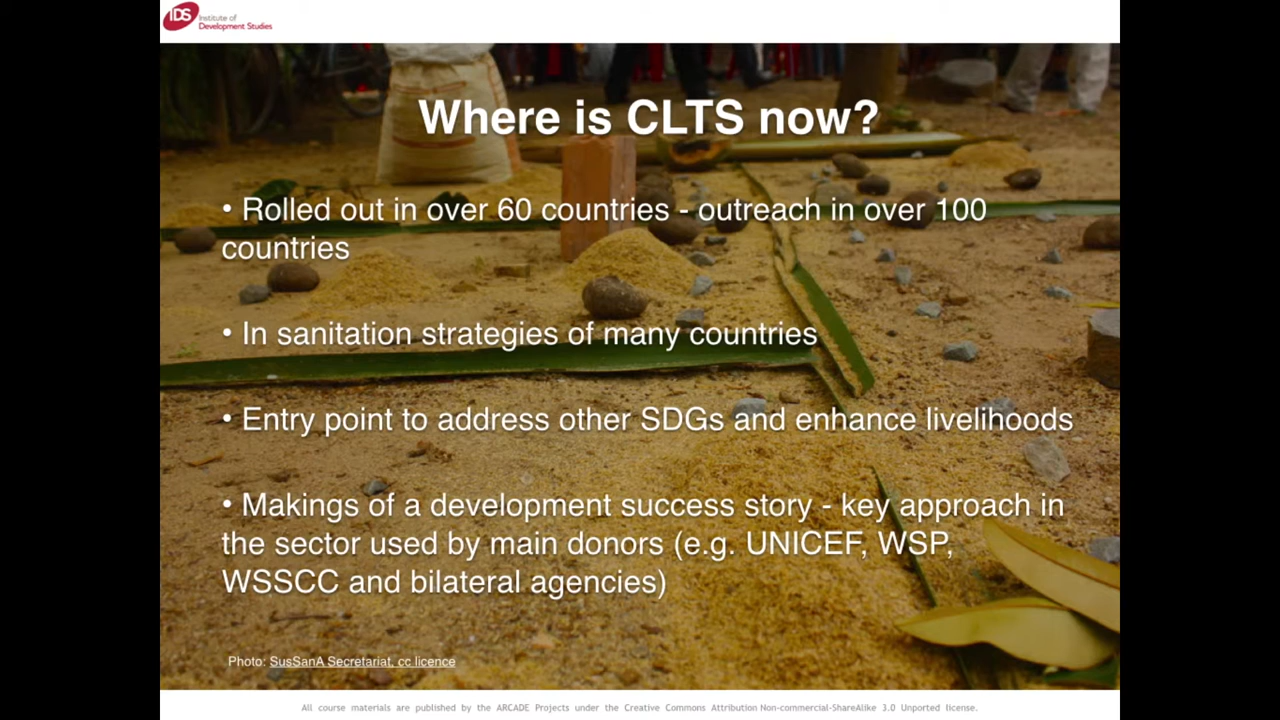 IDS Institute of
Development Studies
Where is CLTS now?
• Rolled out in over 60 countries - outreach in over 100
countries
• In sanitation strategies of many countries
• Entry point to address other SDGs and enhance livelihoods
• Makings of a development success story - key approach in
the sector used by main donors (e.g. UNICEF, WSP,
WSSCC and bilateral agencies)
Photo: SusSanA Secretariat, cc licence
All course materials are published by the ARCADE Projects under the Creative Commons Attribution Non-commercial-ShareAlike 3.0 Unported license.